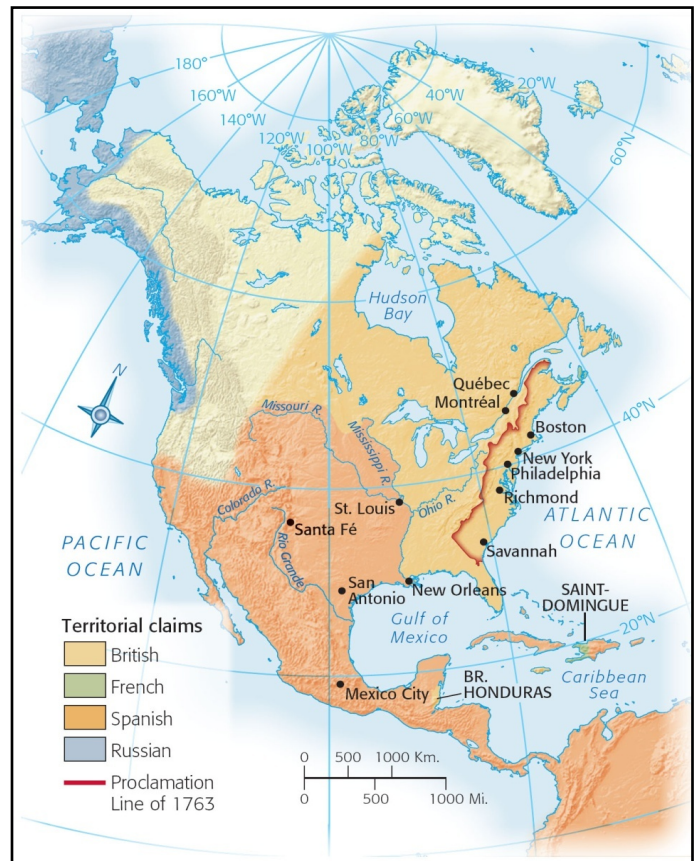 180°
160°W
140°W
120°W
100°W
80°W
60°W
40°W
20°W
60°N
Hudson
Bay
N
Québec
Montréal
40°N
Missouri R.
Mississippi R.
Boston
New York
Philadelphia
Colorado R.
St. Louis
Ohio R.
Richmond
Santa Fé
ATLANTIC
OCEAN
PACIFIC
OCEAN
Rio Grande
Savannah
San
Antonio
New Orleans
SAINT-
DOMINGUE
Gulf of
Mexico
20°N
Territorial claims
British
French
Spanish
Russian
Proclamation
Line of 1763
Mexico City
BR.
HONDURAS
Caribbean
Sea
0 500 1000 Km.
0 500 1000 Mi.